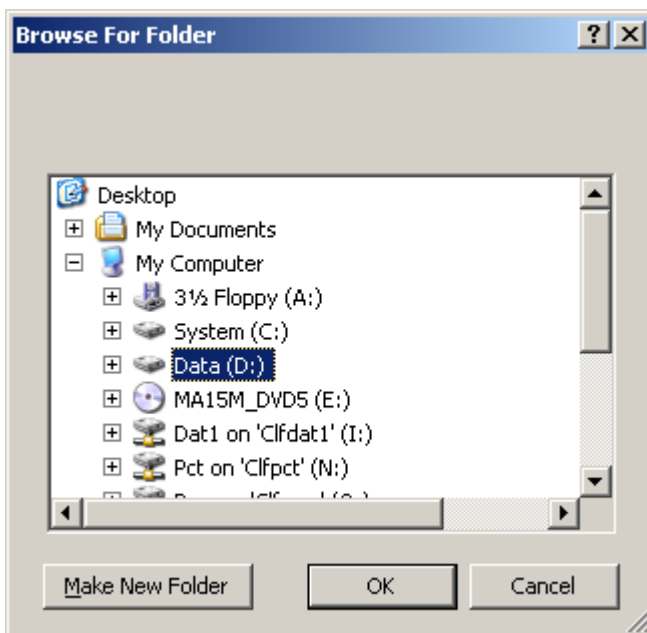 Browse For Folder
Desktop
My Documents
My Computer
3½ Floppy (A:)
System (C:)
Data (D:)
MA15M_DVD5 (E:)
Dat1 on 'Clfdat1' (I:)
Pct on 'Clfpct' (N:)
Make New Folder
OK
Cancel